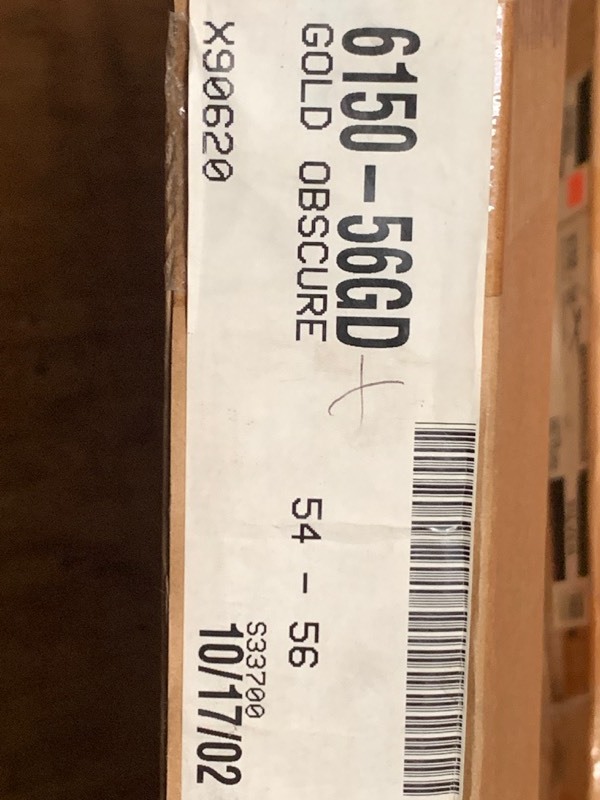 6150-56GD
GOLD OBSCURE 54 - 56
X90620
S33700
10/17/02